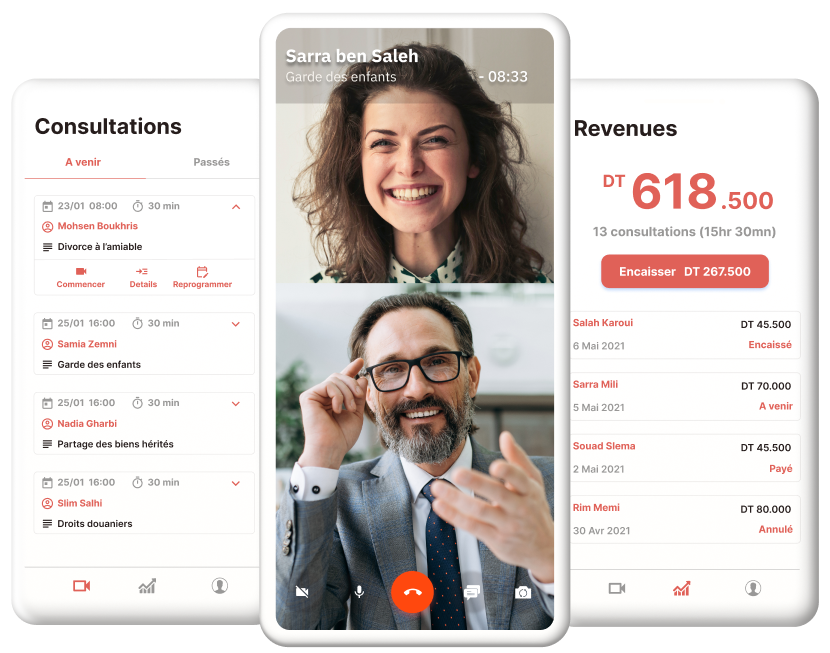 Consultations
A venir Passés
23/01 08:00 30 min
Mohsen Boukhris
Divorce à l'amiable
Commencer Details Reprogrammer
25/01 16:00 30 min
Samia Zemni
Garde des enfants
25/01 16:00 30 min
Nadia Gharbi
Partage des biens hérités
25/01 16:00 30 min
Slim Salhi
Droits douaniers
Sarra ben Saleh
Garde des enfants - 08:33
Revenues
DT 618.500
13 consultations (15hr 30mn)
Encaisser DT 267.500
Salah Karoui DT 45.500
6 Mai 2021 Encaissé
Sarra Mili DT 70.000
5 Mai 2021 A venir
Souad Slema DT 45.500
2 Mai 2021 Payé
Rim Memi DT 80.000
30 Avr 2021 Annulé